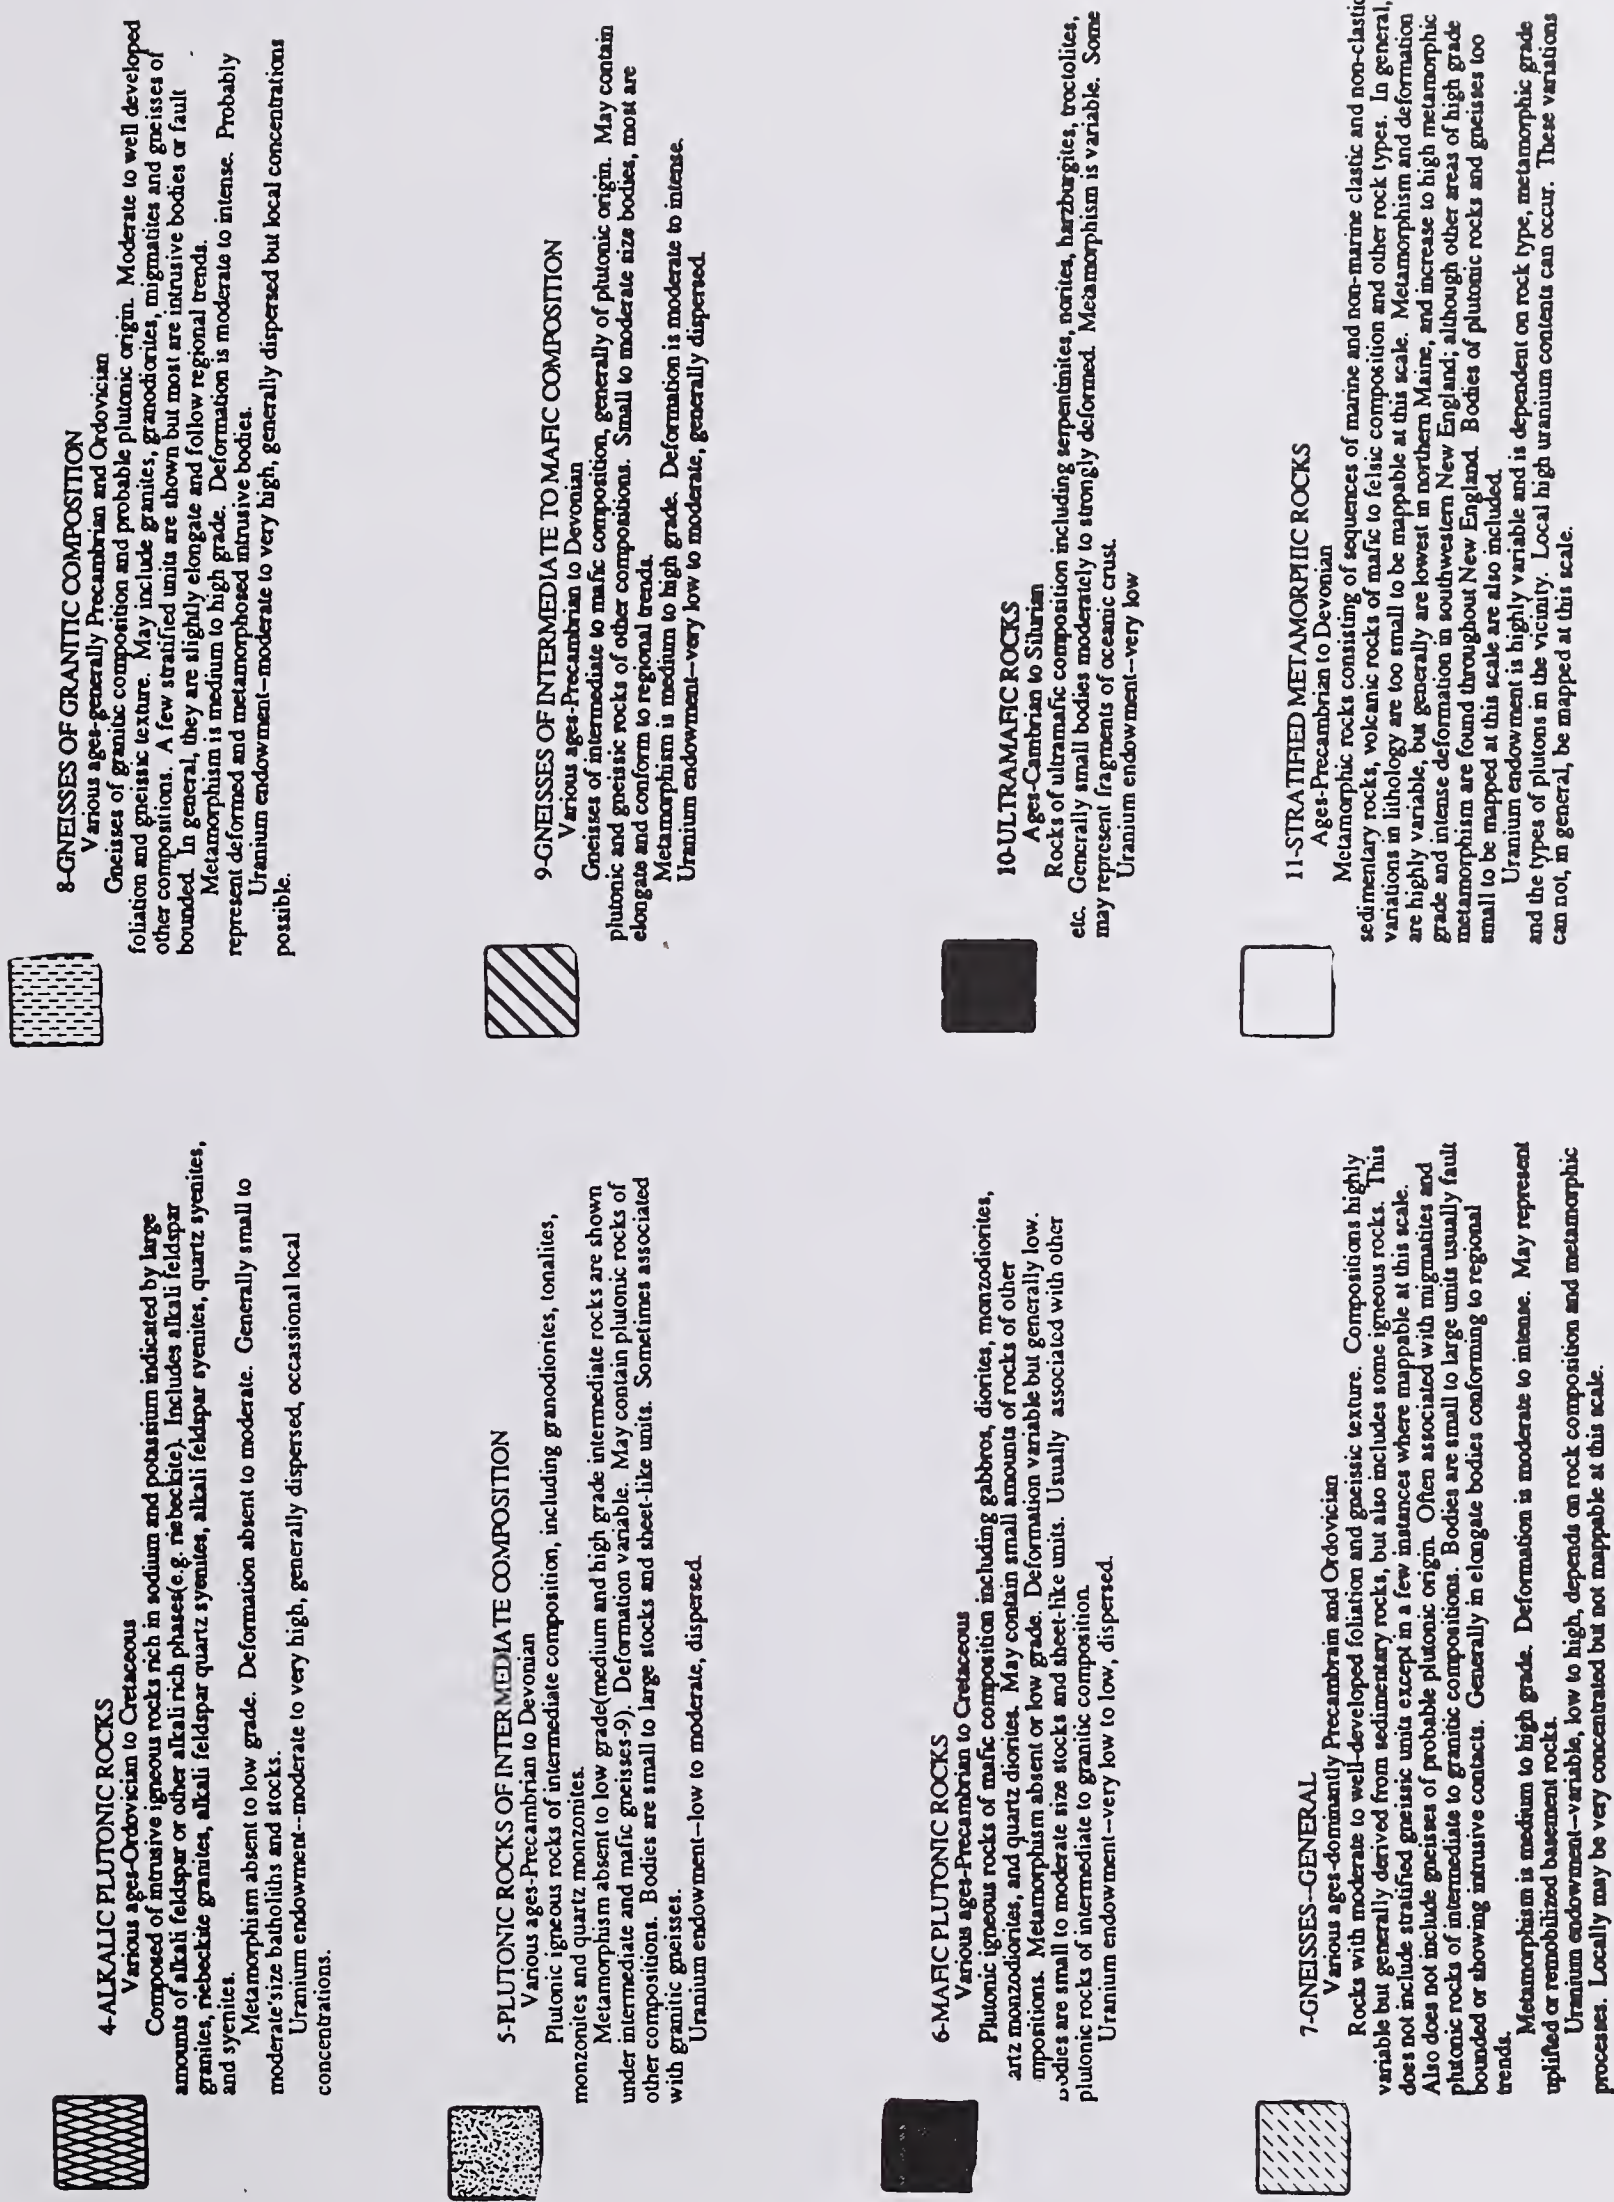 4-ALKALIC PLUTONIC ROCKS
Various ages-Ordovician to Cretaceous
Composed of intrusive igneous rocks rich in sodium and potassium indicated by large
amounts of alkali feldspar or other alkali rich phases(e.g. riebeckite). Includes alkali feldspar
granites, riebeckite granites, alkali feldspar quartz syenites, alkali feldspar syenites, quartz syenites,
and syenites.
Metamorphism absent to low grade. Deformation absent to moderate. Generally small to
moderate size batholiths and stocks.
Uranium endowment--moderate to very high, generally dispersed, occassional local
concentrations.
5-PLUTONIC ROCKS OF INTERMEDIATE COMPOSITION
Various ages-Precambrian to Devonian
Plutonic igneous rocks of intermediate composition, including granodiorites, tonalites,
monzonites and quartz monzonites.
Metamorphism absent to low grade(medium and high grade intermediate rocks are shown
under intermediate and mafic gneisses-9). Deformation variable. May contain plutonic rocks of
other compositions. Bodies are small to large stocks and sheet-like units. Sometimes associated
with granitic gneisses.
Uranium endowment--low to moderate, dispersed.
6-MAFIC PLUTONIC ROCKS
Various ages-Precambrian to Cretaceous
Plutonic igneous rocks of mafic composition including gabbros, diorites, monzodiorites,
artz monzodiorites, and quartz diorites. May contain small amounts of rocks of other
mpositions. Metamorphism absent or low grade. Deformation variable but generally low.
bodies are small to moderate size stocks and sheet-like units. Usually associated with other
plutonic rocks of intermediate to granitic composition.
Uranium endowment--very low to low, dispersed.
7-GNEISSES--GENERAL
Various ages-dominantly Precambrain and Ordovician
Rocks with moderate to well-developed foliation and gneissic texture. Compositions highly
variable but generally derived from sedimentary rocks, but also includes some igneous rocks. This
does not include stratified gneissic units except in a few instances where mappable at this scale.
Also does not include gneisses of probable plutonic origin. Often associated with migmatites and
plutonic rocks of intermediate to granitic compositions. Bodies are small to large units usually fault
bounded or showing intrusive contacts. Generally in elongate bodies conforming to regional
trends.
Metamorphism is medium to high grade. Deformation is moderate to intense. May represent
uplifted or remobilized basement rocks.
Uranium endowment--variable, low to high, depends on rock composition and metamorphic
processes. Locally may be very concentrated but not mappable at this scale.
8-GNEISSES OF GRANTIC COMPOSITION
Various ages-generally Precambrian and Ordovician
Gneisses of granitic composition and probable plutonic origin. Moderate to well developed
foliation and gneissic texture. May include granites, granodiorites, migmatites and gneisses of
other compositions. A few stratified units are shown but most are intrusive bodies or fault
bounded. In general, they are slightly elongate and follow regional trends.
Metamorphism is medium to high grade. Deformation is moderate to intense. Probably
represent deformed and metamorphosed intrusive bodies.
Uranium endowment--moderate to very high, generally dispersed but local concentrations
possible.
9-GNEISSES OF INTERMEDIATE TO MAFIC COMPOSITION
Various ages-Precambrian to Devonian
Gneisses of intermediate to mafic composition, generally of plutonic origin. May contain
plutonic and gneissic rocks of other compositions. Small to moderate size bodies, most are
elongate and conform to regional trends.
Metamorphism is medium to high grade. Deformation is moderate to intense.
Uranium endowment--very low to moderate, generally dispersed.
10-ULTRAMAFIC ROCKS
Ages-Cambrian to Silurian
Rocks of ultramafic composition including serpentinites, norites, harzburgites, troctolites,
etc. Generally small bodies moderately to strongly deformed. Metamorphism is variable. Some
may represent fragments of oceanic crust.
Uranium endowment--very low
11-STRATIFIED METAMORPHIC ROCKS
Ages-Precambrian to Devonian
Metamorphic rocks consisting of sequences of marine and non-marine clastic and non-clastic
sedimentary rocks, volcanic rocks of mafic to felsic composition and other rock types. In general,
variations in lithology are too small to be mappable at this scale. Metamorphism and deformation
are highly variable, but generally are lowest in northern Maine, and increase to high metamorphic
grade and intense deformation in southwestern New England; although other areas of high grade
metamorphism are found throughout New England. Bodies of plutonic rocks and gneisses too
small to be mapped at this scale are also included.
Uranium endowment is highly variable and is dependent on rock type, metamorphic grade
and the types of plutons in the vicinity. Local high uranium contents can occur. These variations
can not, in general, be mapped at this scale.